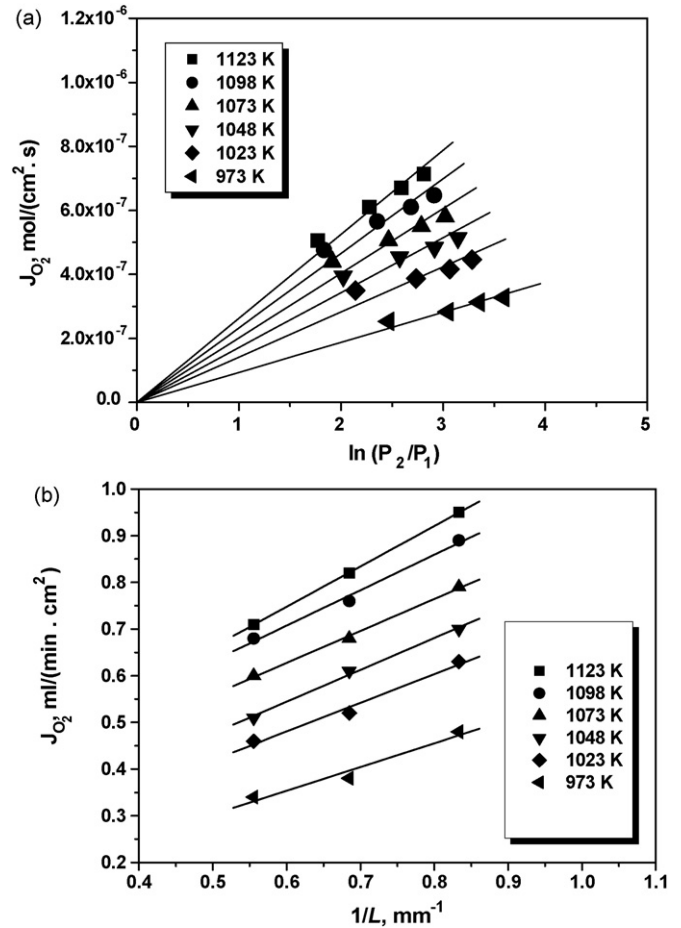 (a)
1.2x10⁻⁶
1.0x10⁻⁶
8.0x10⁻⁷
6.0x10⁻⁷
4.0x10⁻⁷
2.0x10⁻⁷
0.0
J_O₂, mol/(cm². s)
1123 K
1098 K
1073 K
1048 K
1023 K
973 K
0 1 2 3 4 5
ln (P₂/P₁)
(b)
1.0
0.9
0.8
0.7
0.6
0.5
0.4
0.3
0.2
J_O₂, ml/(min . cm²)
1123 K
1098 K
1073 K
1048 K
1023 K
973 K
0.4 0.5 0.6 0.7 0.8 0.9 1.0 1.1
1/L, mm⁻¹